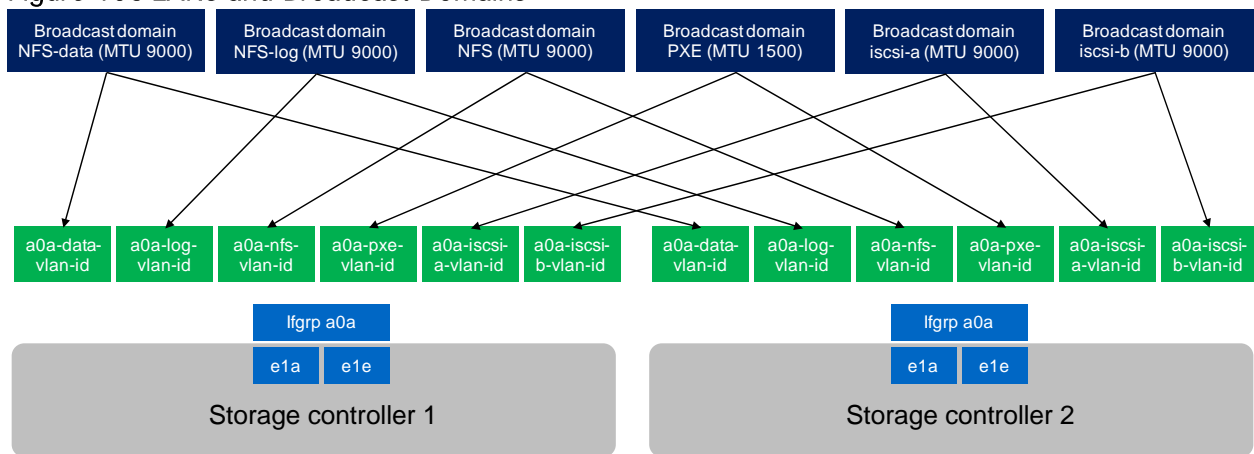 Broadcast domain
NFS-data (MTU 9000)
Broadcast domain
NFS-log (MTU 9000)
Broadcast domain
NFS (MTU 9000)
Broadcast domain
PXE (MTU 1500)
Broadcast domain
iscsi-a (MTU 9000)
Broadcast domain
iscsi-b (MTU 9000)
a0a-data-
vlan-id
a0a-log-
vlan-id
a0a-nfs-
vlan-id
a0a-pxe-
vlan-id
a0a-iscsi-
a-vlan-id
a0a-iscsi-
b-vlan-id
a0a-data-
vlan-id
a0a-log-
vlan-id
a0a-nfs-
vlan-id
a0a-pxe-
vlan-id
a0a-iscsi-
a-vlan-id
a0a-iscsi-
b-vlan-id
Ifgrp a0a
e1a
e1e
Storage controller 1
Ifgrp a0a
e1a
e1e
Storage controller 2